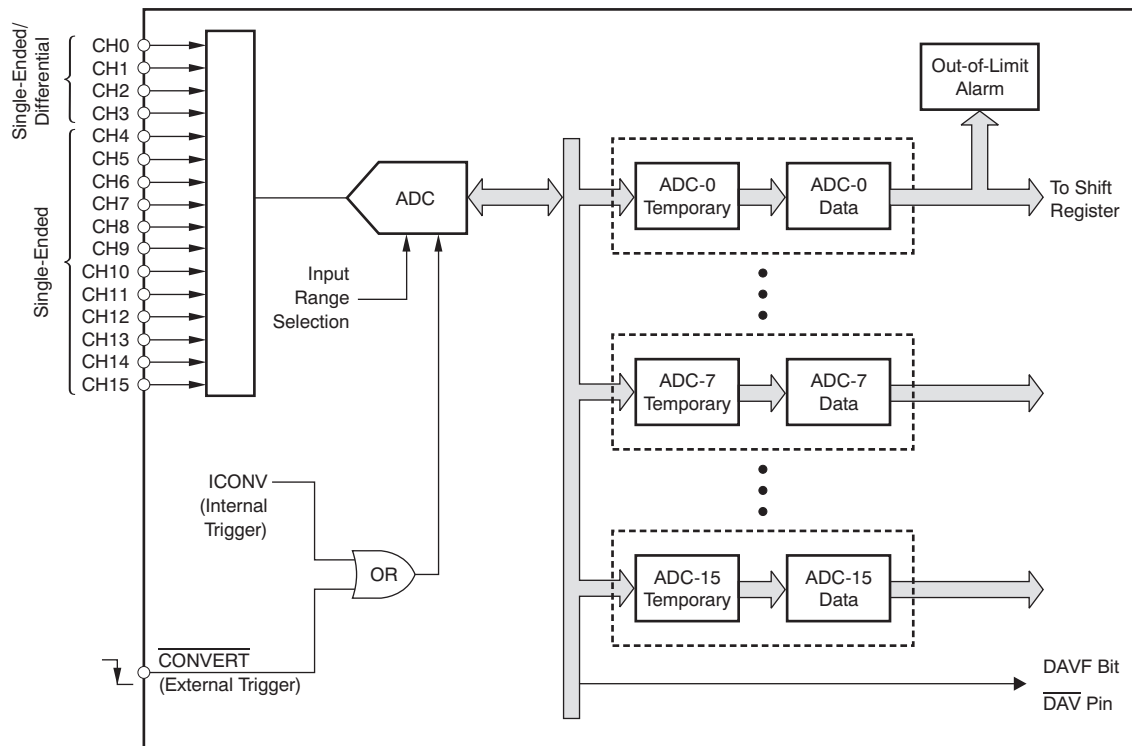 Single-Ended/
Differential
CH0
CH1
CH2
CH3
Single-Ended
CH4
CH5
CH6
CH7
CH8
CH9
CH10
CH11
CH12
CH13
CH14
CH15
ADC
Input
Range
Selection
ICONV
(Internal
Trigger)
OR
CONVERT
(External Trigger)
Out-of-Limit
Alarm
ADC-0
Temporary
ADC-0
Data
To Shift
Register
ADC-7
Temporary
ADC-7
Data
ADC-15
Temporary
ADC-15
Data
DAVF Bit
DAV Pin